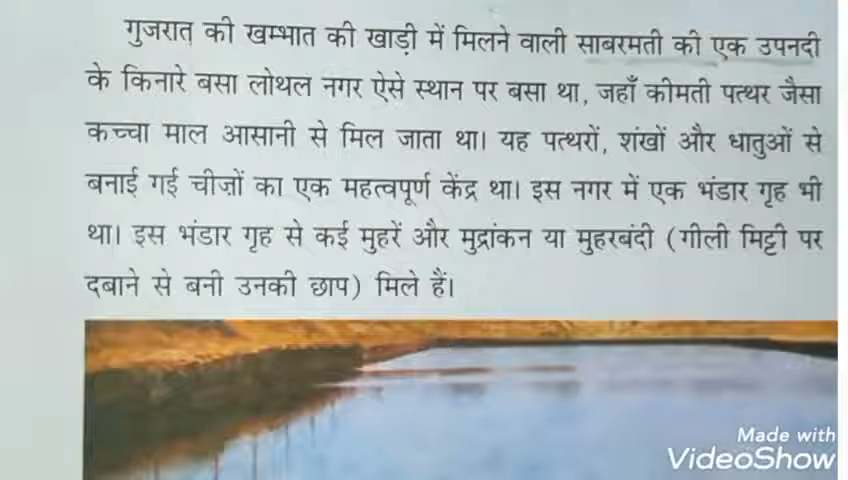 गुजरात् की खम्भात की खाड़ी में मिलने वाली साबरमती की एक उपनदी
के किनारे बसा लोथल नगर ऐसे स्थान पर बसा था, जहाँ कीमती पत्थर जैसा
कच्चा माल आसानी से मिल जाता था। यह पत्थरों, शंखों और धातुओं से
बनाई गई चीज़ों का एक महत्वपूर्ण केंद्र था। इस नगर में एक भंडार गृह भी
था। इस भंडार गृह से कई मुहरें और मुद्रांकन या मुहरबंदी (गीली मिट्टी पर
दबाने से बनी उनकी छाप) मिले हैं।
Made with
VideoShow